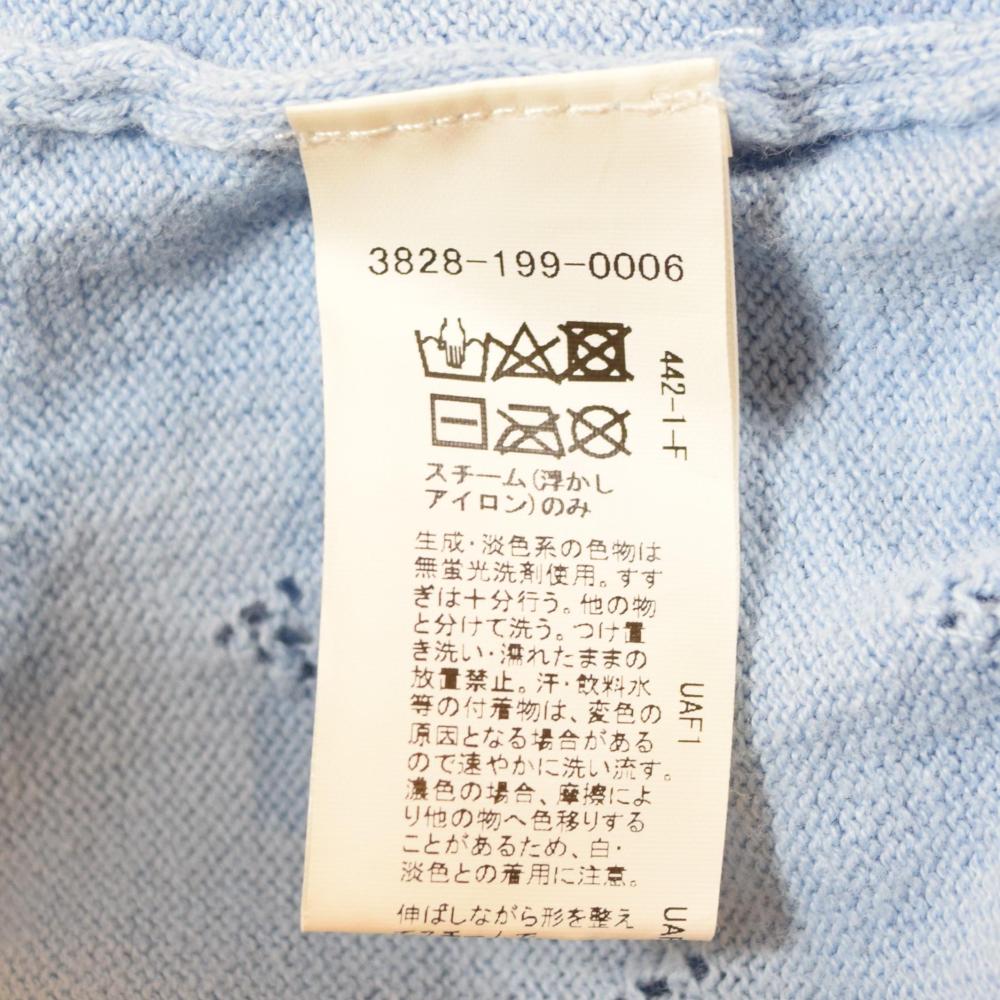 3828-199-0006
442-1-F
スチーム(浮かし
アイロン)のみ
生成・淡色系の色物は
無蛍光洗剤使用。すす
ぎは十分行う。他の物
と分けて洗う。つけ置
き洗い・濡れたままの
放置禁止。汗・飲料水
等の付着物は、変色の
原因となる場合がある
ので速やかに洗い流す。
濃色の場合、摩擦によ
り他の物へ色移りする
ことがあるため、白・
淡色との着用に注意。
伸ばしながら形を整え
UAF1